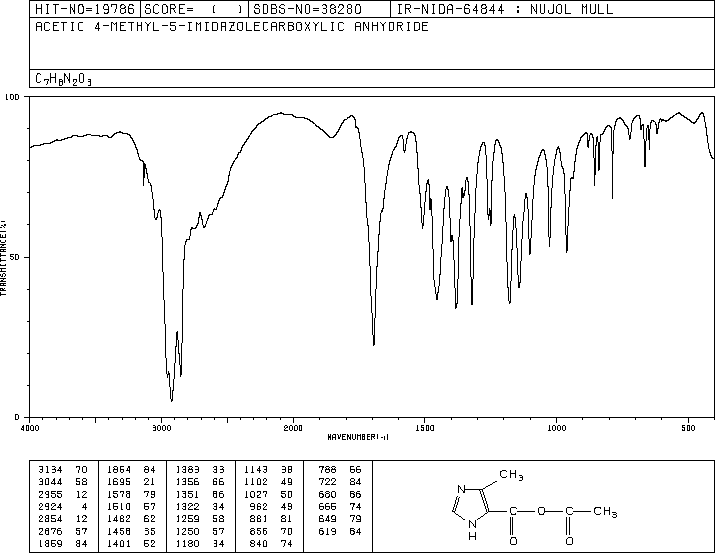 HIT-NO=19786 SCORE= ( ) SDBS-NO=38280 IR-NIDA-64844 : NUJOL MULL
ACETIC 4-METHYL-5-IMIDAZOLECARBOXYLIC ANHYDRIDE
C7H8N2O3
100
50
0
TRANSMITTANCE(%)
4000 3000 2000 1500 1000 500
WAVENUMBER(-1)
3134 70 1864 84 1383 33 1143 38 788 66
3044 58 1695 21 1356 66 1102 49 722 84
2955 12 1578 79 1351 66 1027 50 680 86
2924 4 1510 57 1322 34 962 49 665 74
2854 12 1482 62 1259 58 881 81 649 79
2676 57 1458 35 1250 57 856 70 619 84
1869 84 1401 52 1180 34 840 74
CH3
N
N
H
O
O
O
CH3